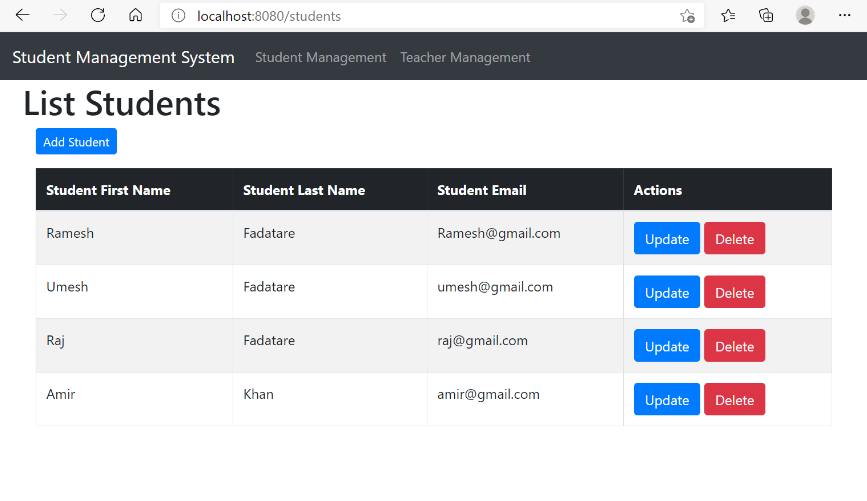 localhost:8080/students
Student Management System Student Management Teacher Management
List Students
Add Student
Student First Name Student Last Name Student Email Actions
Ramesh Fadatare Ramesh@gmail.com Update Delete
Umesh Fadatare umesh@gmail.com Update Delete
Raj Fadatare raj@gmail.com Update Delete
Amir Khan amir@gmail.com Update Delete